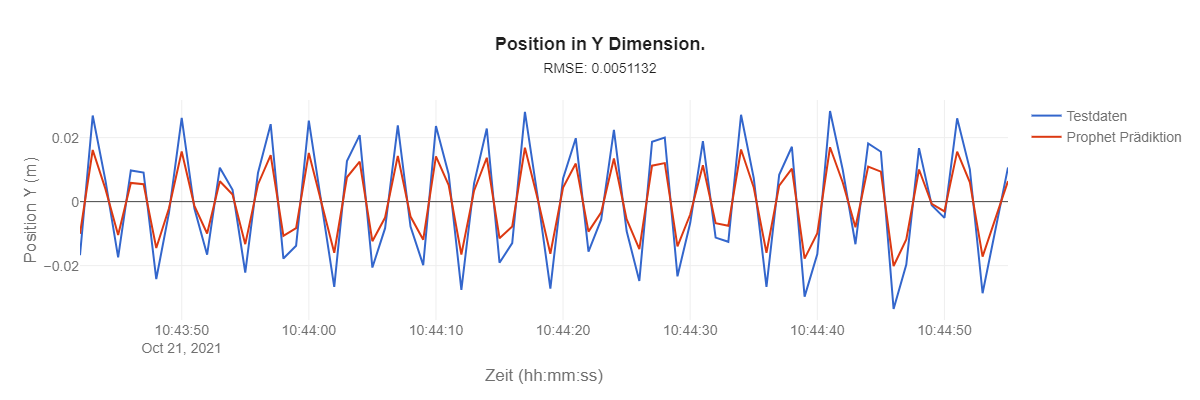 Position in Y Dimension.
RMSE: 0.0051132
Testdaten
Prophet Prädiktion
Position Y (m)
0.02
0
−0.02
10:43:50 10:44:00 10:44:10 10:44:20 10:44:30 10:44:40 10:44:50
Oct 21, 2021
Zeit (hh:mm:ss)